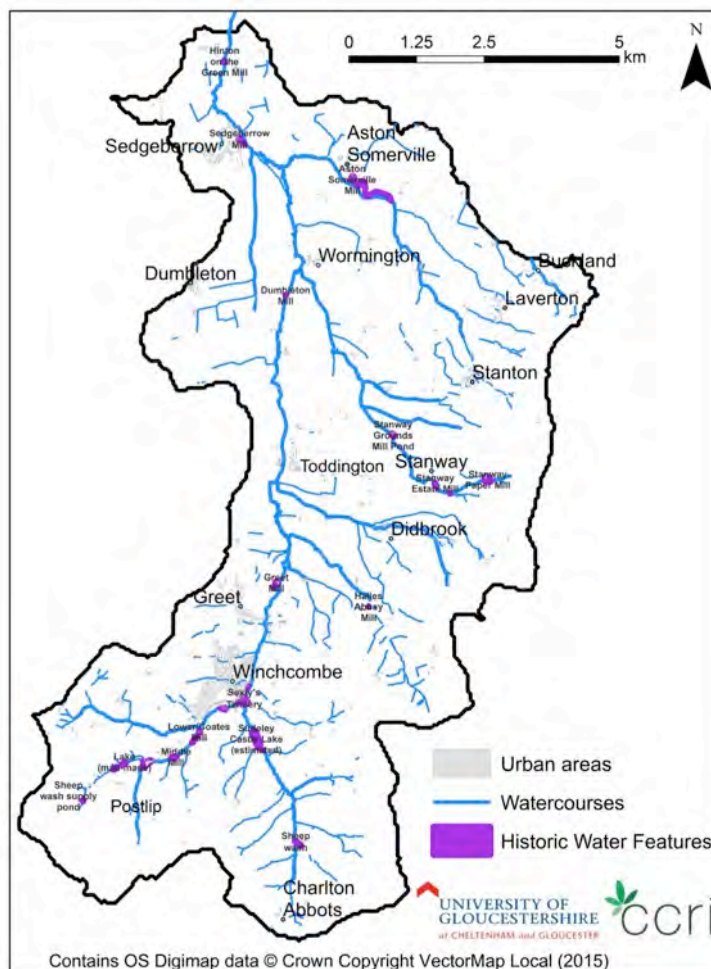 N
0 1.25 2.5 5
km
Hinton
on the
Green Mill
Sedgeberrow
Sedgebarrow
Mill
Aston
Somerville
Aston
Somerville
Mill
Buckland
Wormington
Dumbleton
Laverton
Dumbleton
Mill
Stanton
Stanway
Grounds
Mill Pond
Toddington
Stanway
Stanway
Estate Mill
Stanway
Paper Mill
Didbrook
Greet
Mill
Greet
Hailes
Abbey
Mill
Winchcombe
Tannery
Lower Coates
Mill
Sudeley
Castle Lake
(estimated)
Middle
Mill
Lake
(man-made)
Sheep
wash supply
pond
Postlip
Sheep
wash
Charlton
Abbots
Urban areas
Watercourses
Historic Water Features
UNIVERSITY OF
GLOUCESTERSHIRE
at CHELTENHAM and GLOUCESTER
ccri
Contains OS Digimap data © Crown Copyright VectorMap Local (2015)